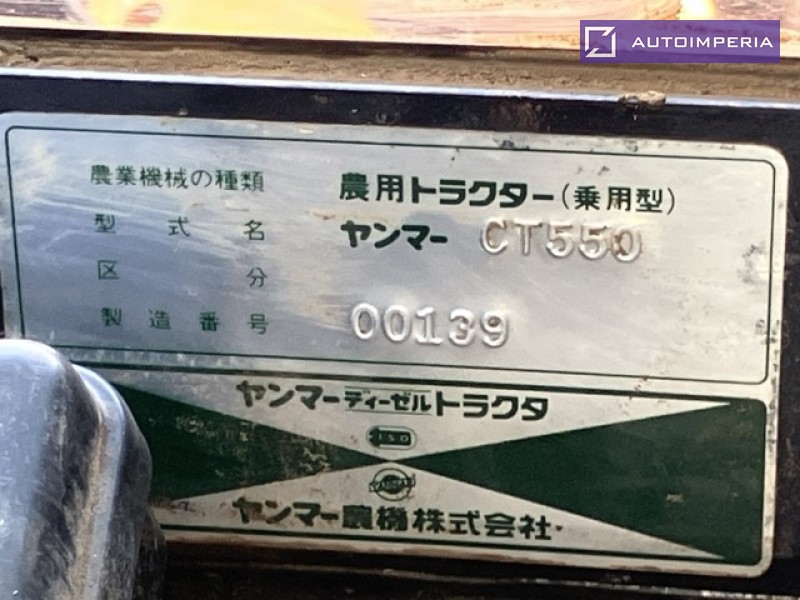 AUTOIMPERIA
農業機械の種類 農用トラクター(乗用型)
型式名 ヤンマー CT550
区分
製造番号 00139
ヤンマーディーゼルトラクタ
ISO
YANMAR
ヤンマー農機株式会社